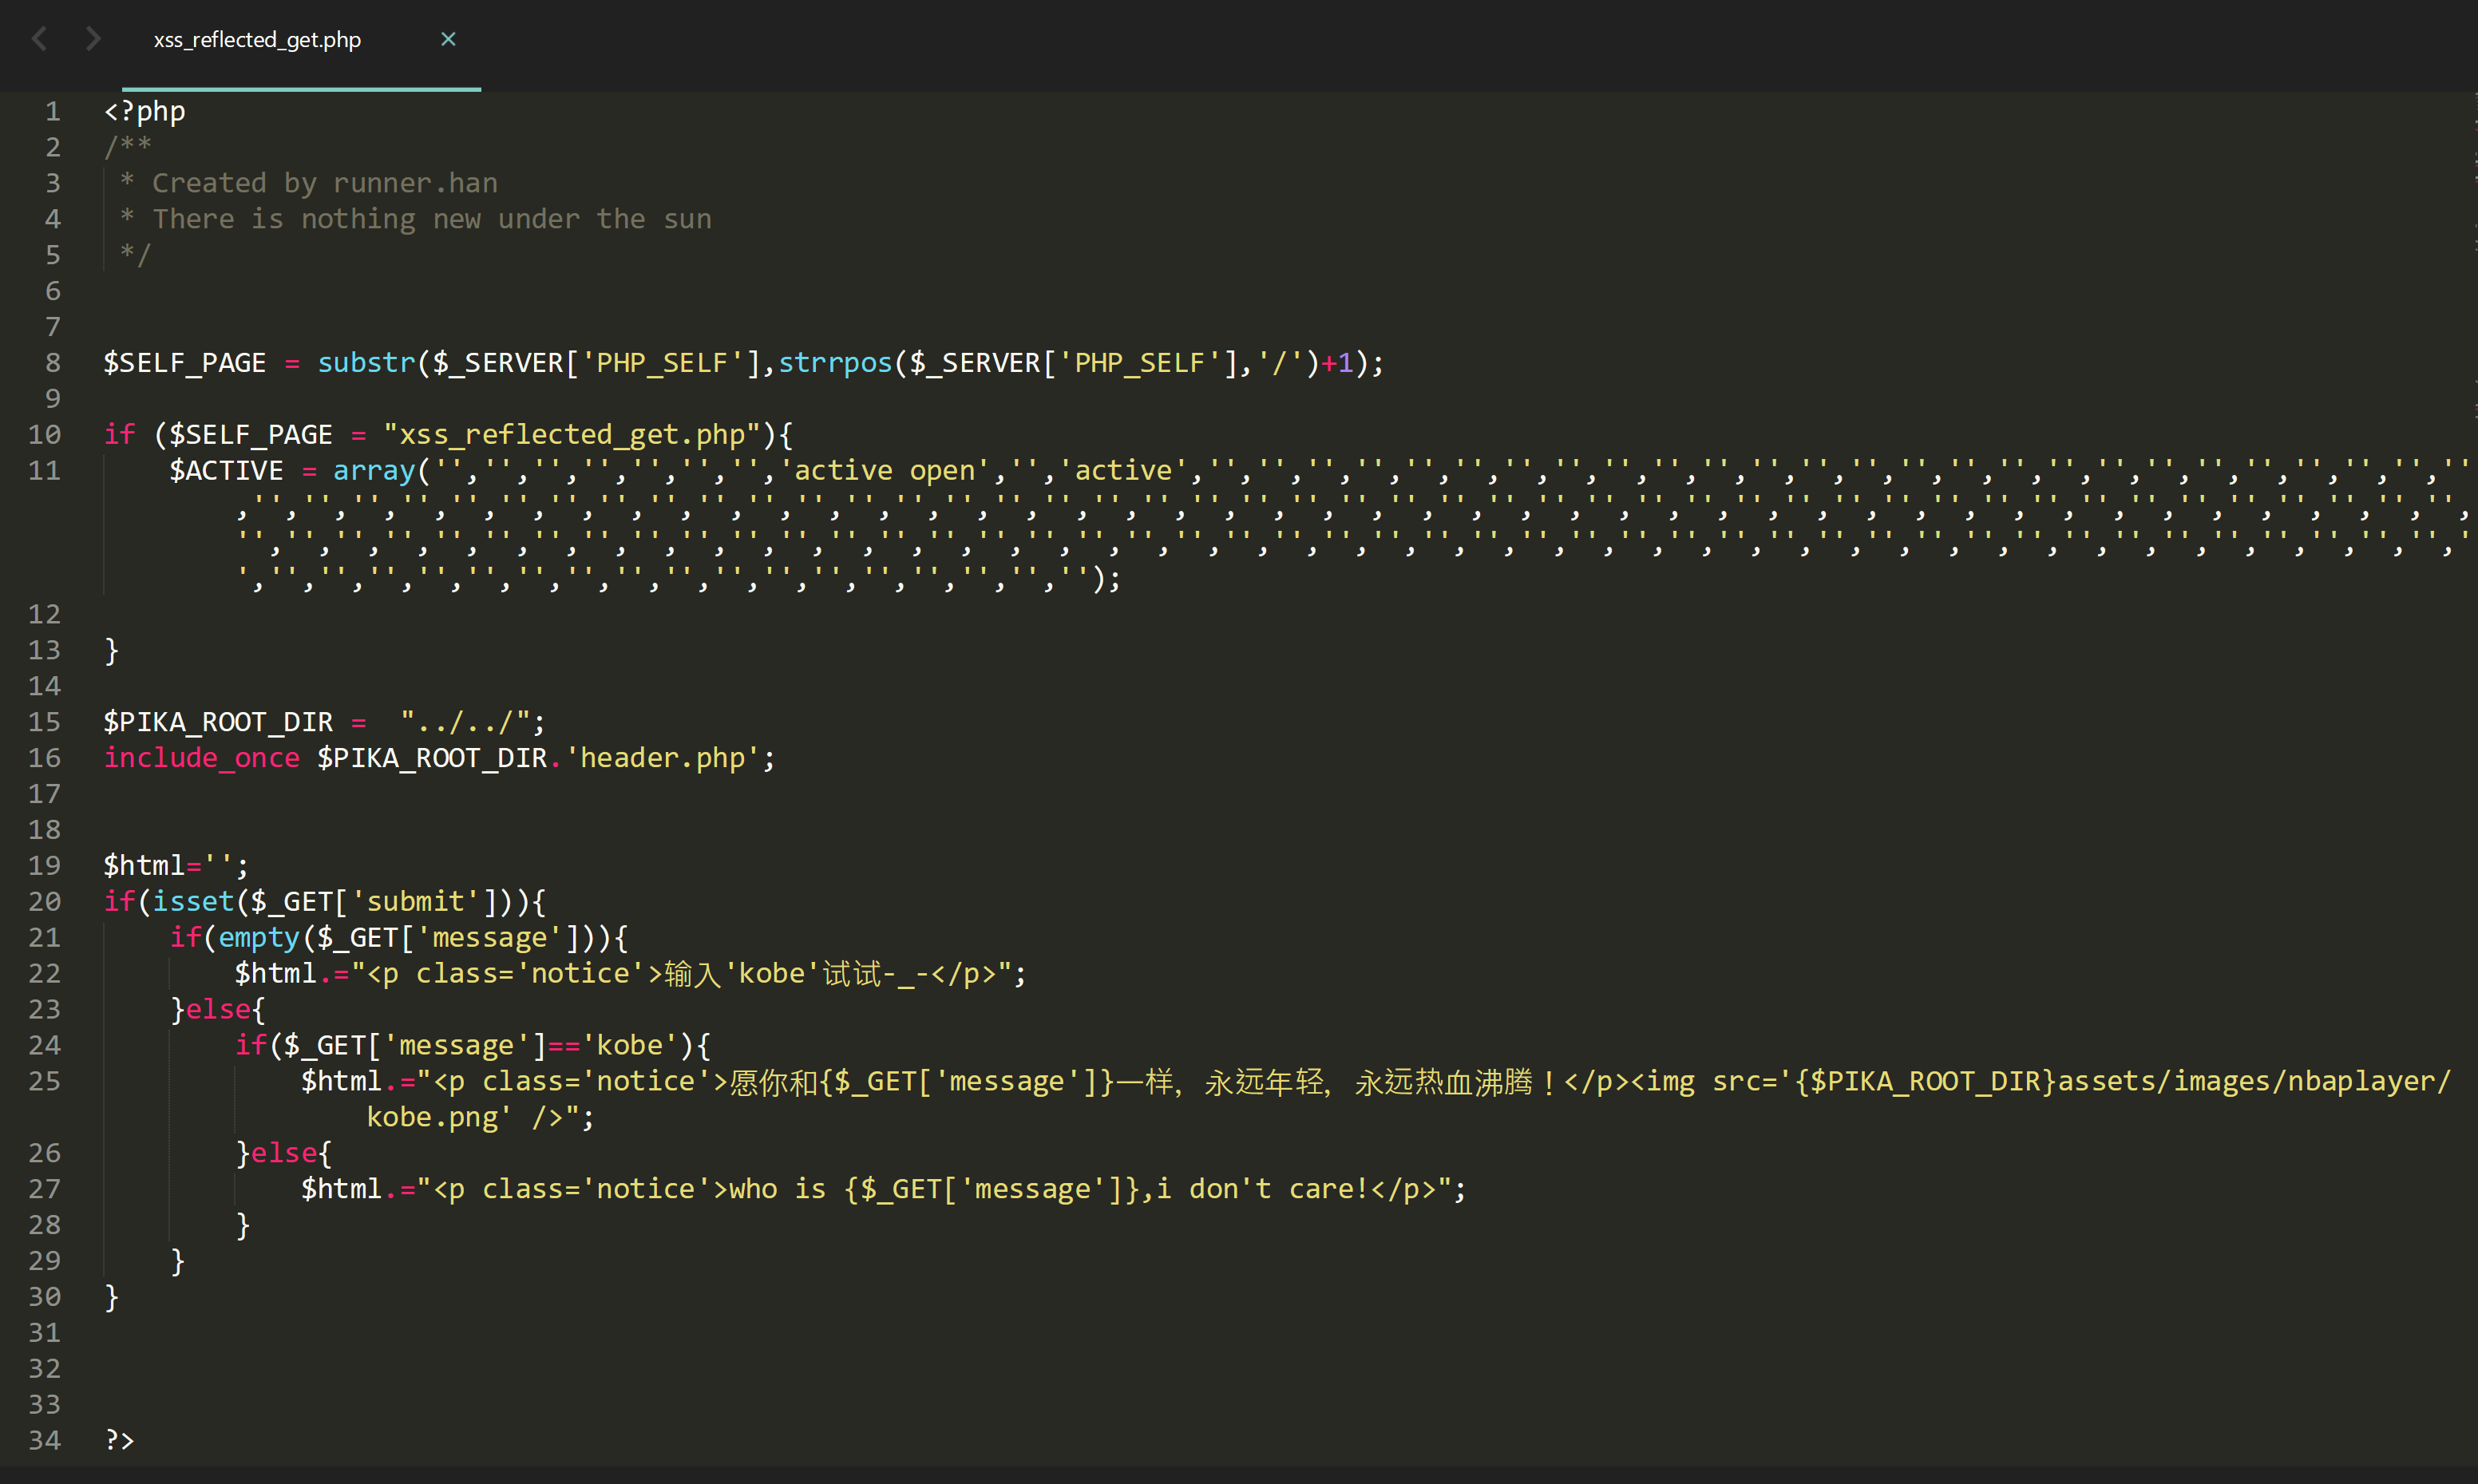 xss_reflected_get.php ×
1 <?php
2 /**
3 * Created by runner.han
4 * There is nothing new under the sun
5 */
6
7
8 $SELF_PAGE = substr($_SERVER['PHP_SELF'],strrpos($_SERVER['PHP_SELF'],'/')+1);
9
10 if ($SELF_PAGE = "xss_reflected_get.php"){
11 $ACTIVE = array('','','','','','','','active open','','active','','','','','','','','','','','','','','','','','','','','','','','','','',''
,'','','','','','','','','','','','','','','','','','','','','','','','','','','','','','','','','','','','','','','','','','','','','',
'','','','','','','','','','','','','','','','','','','','','','','','','','','','','','','','','','','','','','','','','','','','','','
','','','','','','','','','','','','','','','','','');
12
13 }
14
15 $PIKA_ROOT_DIR =  "../../";
16 include_once $PIKA_ROOT_DIR.'header.php';
17
18
19 $html='';
20 if(isset($_GET['submit'])){
21 if(empty($_GET['message'])){
22 $html.="<p class='notice'>输入'kobe'试试-_-</p>";
23 }else{
24 if($_GET['message']=='kobe'){
25 $html.="<p class='notice'>愿你和{$_GET['message']}一样，永远年轻，永远热血沸腾！</p><img src='{$PIKA_ROOT_DIR}assets/images/nbaplayer/
kobe.png' />";
26 }else{
27 $html.="<p class='notice'>who is {$_GET['message']},i don't care!</p>";
28 }
29 }
30 }
31
32
33
34 ?>